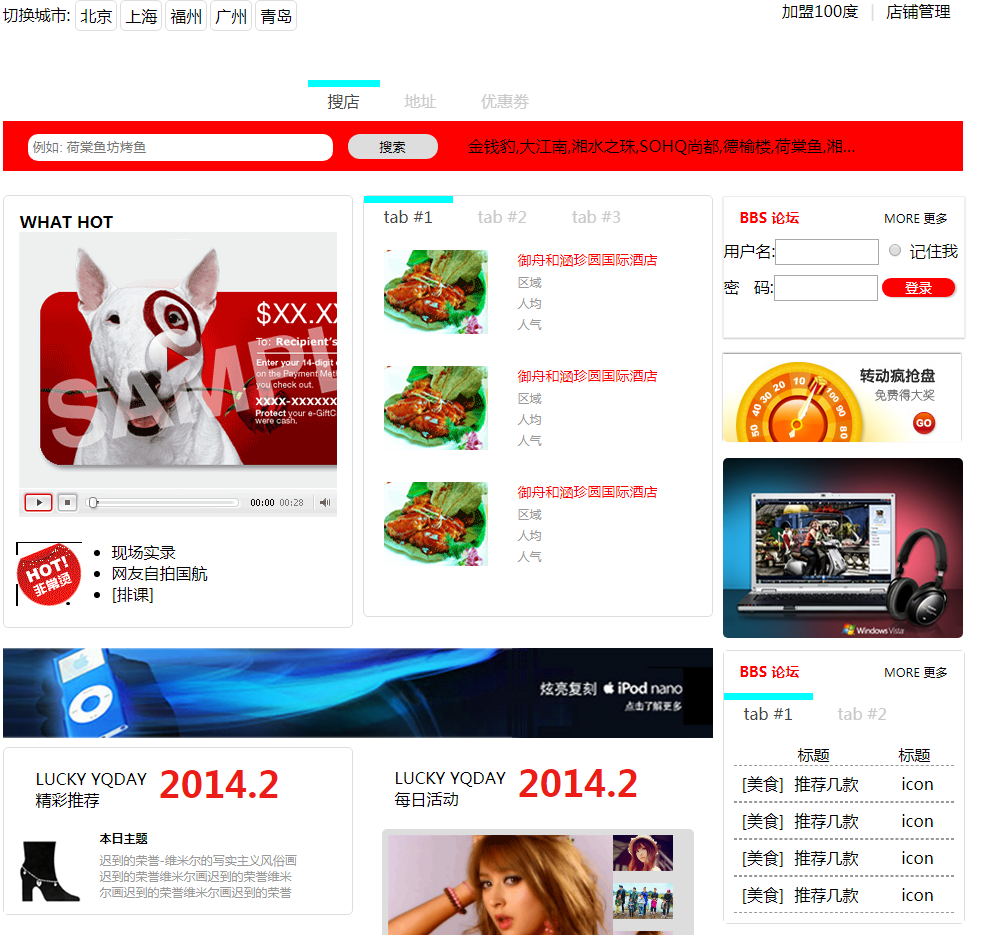 切换城市: 北京 上海 福州 广州 青岛
加盟100度 | 店铺管理
搜店 地址 优惠券
例如: 荷棠鱼坊烤鱼 搜索 金钱豹,大江南,湘水之珠,SOHQ尚都,德榆楼,荷棠鱼,湘...
WHAT HOT
$XX.XX
To: Recipient's
Enter your 14-digit
on the Payment Met
you check out.
XXXX-XXXXXX
Protect your e-GiftC
were cash.
SAMPL
00:00 00:28
HOT!
非常烫
现场实录
网友自拍国航
[排课]
tab #1 tab #2 tab #3
御舟和涵珍圆国际酒店
区域
人均
人气
御舟和涵珍圆国际酒店
区域
人均
人气
御舟和涵珍圆国际酒店
区域
人均
人气
BBS 论坛 MORE 更多
用户名: 记住我
密 码: 登录
转动疯抢盘
免费得大奖
GO
50 40 30 20 10 0 100 90 80 70 60 50
Windows Vista
炫亮复刻 iPod nano
点击了解更多
LUCKY YQDAY
精彩推荐
2014.2
本日主题
迟到的荣誉-维米尔的写实主义风俗画
迟到的荣誉维米尔画迟到的荣誉维米
尔画迟到的荣誉维米尔画迟到的荣誉
LUCKY YQDAY
每日活动
2014.2
BBS 论坛 MORE 更多
tab #1 tab #2
标题 标题
[美食] 推荐几款 icon
[美食] 推荐几款 icon
[美食] 推荐几款 icon
[美食] 推荐几款 icon